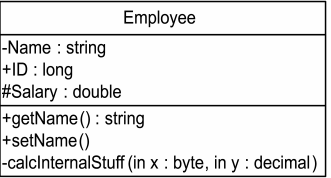 Employee
-Name : string
+ID : long
#Salary : double
+getName() : string
+setName()
-calcInternalStuff(in x : byte, in y : decimal)